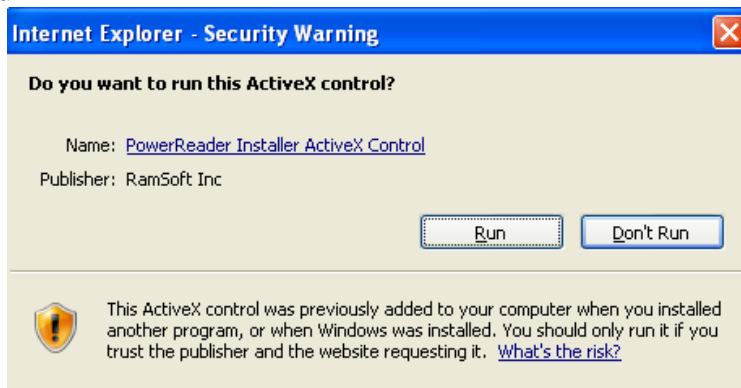 Internet Explorer - Security Warning
Do you want to run this ActiveX control?
Name: PowerReader Installer ActiveX Control
Publisher: RamSoft Inc
Run Don't Run
This ActiveX control was previously added to your computer when you installed
another program, or when Windows was installed. You should only run it if you
trust the publisher and the website requesting it. What's the risk?